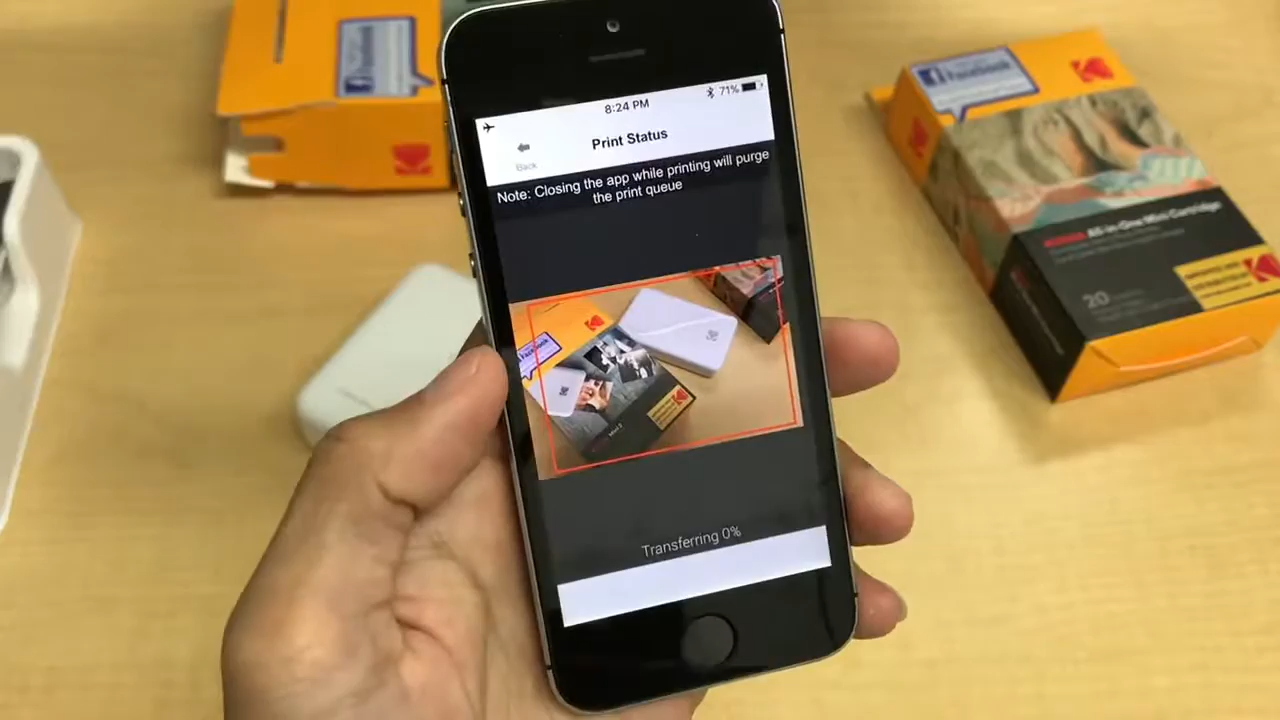 8:24 PM
71%
Back
Print Status
Note: Closing the app while printing will purge
the print queue
Transferring 0%
Facebook
Facebook
Kodak All-in-One Mini Cartridge
20